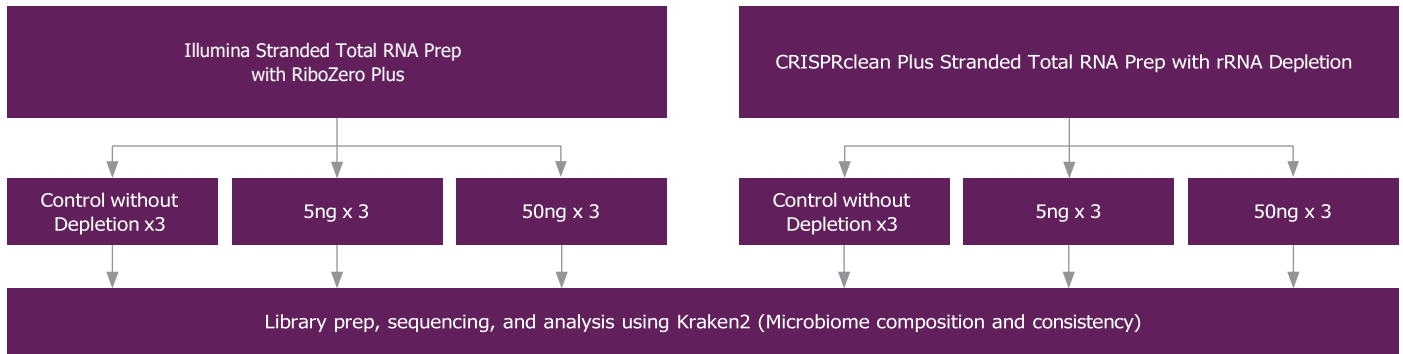 Illumina Stranded Total RNA Prep
with RiboZero Plus
CRISPRclean Plus Stranded Total RNA Prep with rRNA Depletion
Control without
Depletion x3
5ng x 3
50ng x 3
Control without
Depletion x3
5ng x 3
50ng x 3
Library prep, sequencing, and analysis using Kraken2 (Microbiome composition and consistency)